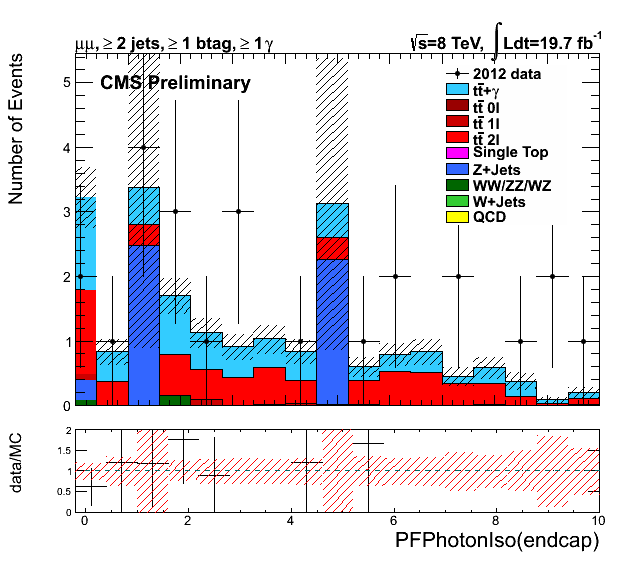 μμ, ≥ 2 jets, ≥ 1 btag, ≥ 1 γ
√s=8 TeV, ∫Ldt=19.7 fb⁻¹
CMS Preliminary
Number of Events
5
4
3
2
1
0
2012 data
tt̄+γ
tt̄ 0l
tt̄ 1l
tt̄ 2l
Single Top
Z+Jets
WW/ZZ/WZ
W+Jets
QCD
data/MC
2
1.5
1
0.5
0
0 2 4 6 8 10
PFPhotonIso(endcap)